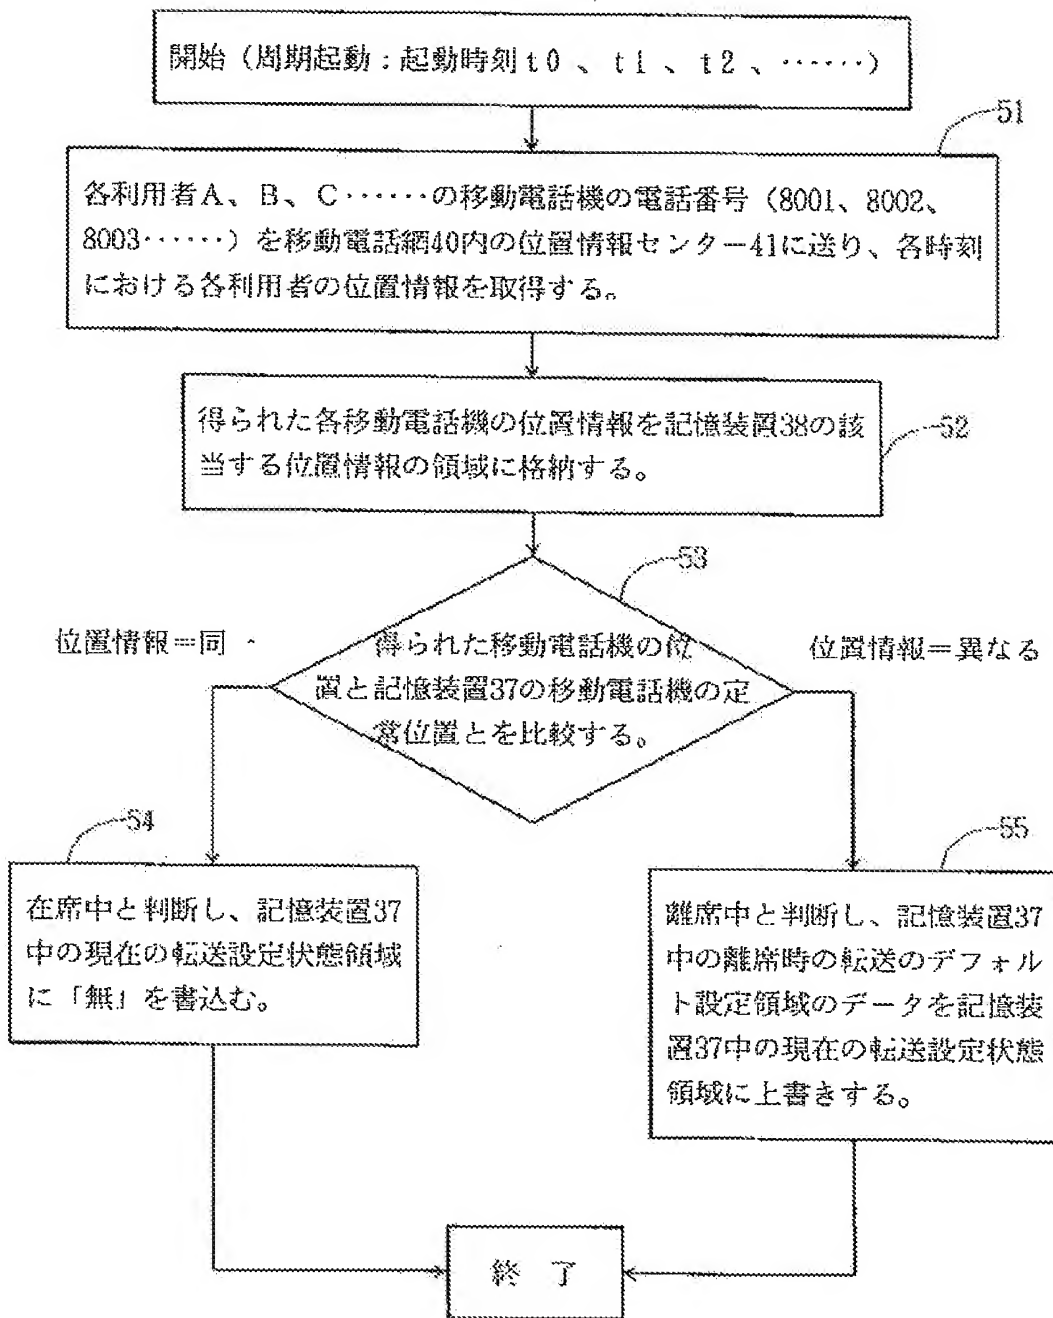 開始（周期起動：起動時刻t0、t1、t2、……）
51
各利用者A、B、C……の移動電話機の電話番号（8001、8002、
8003……）を移動電話網40内の位置情報センター41に送り、各時刻
における各利用者の位置情報を取得する。
得られた各移動電話機の位置情報を記憶装置38の該
当する位置情報の領域に格納する。
52
53
位置情報＝同
得られた移動電話機の位
置と記憶装置37の移動電話機の定
常位置とを比較する。
位置情報＝異なる
54
在席中と判断し、記憶装置37
中の現在の転送設定状態領域
に「無」を書込む。
55
離席中と判断し、記憶装置37
中の離席時の転送のデフォル
ト設定領域のデータを記憶装
置37中の現在の転送設定状態
領域に上書きする。
終了